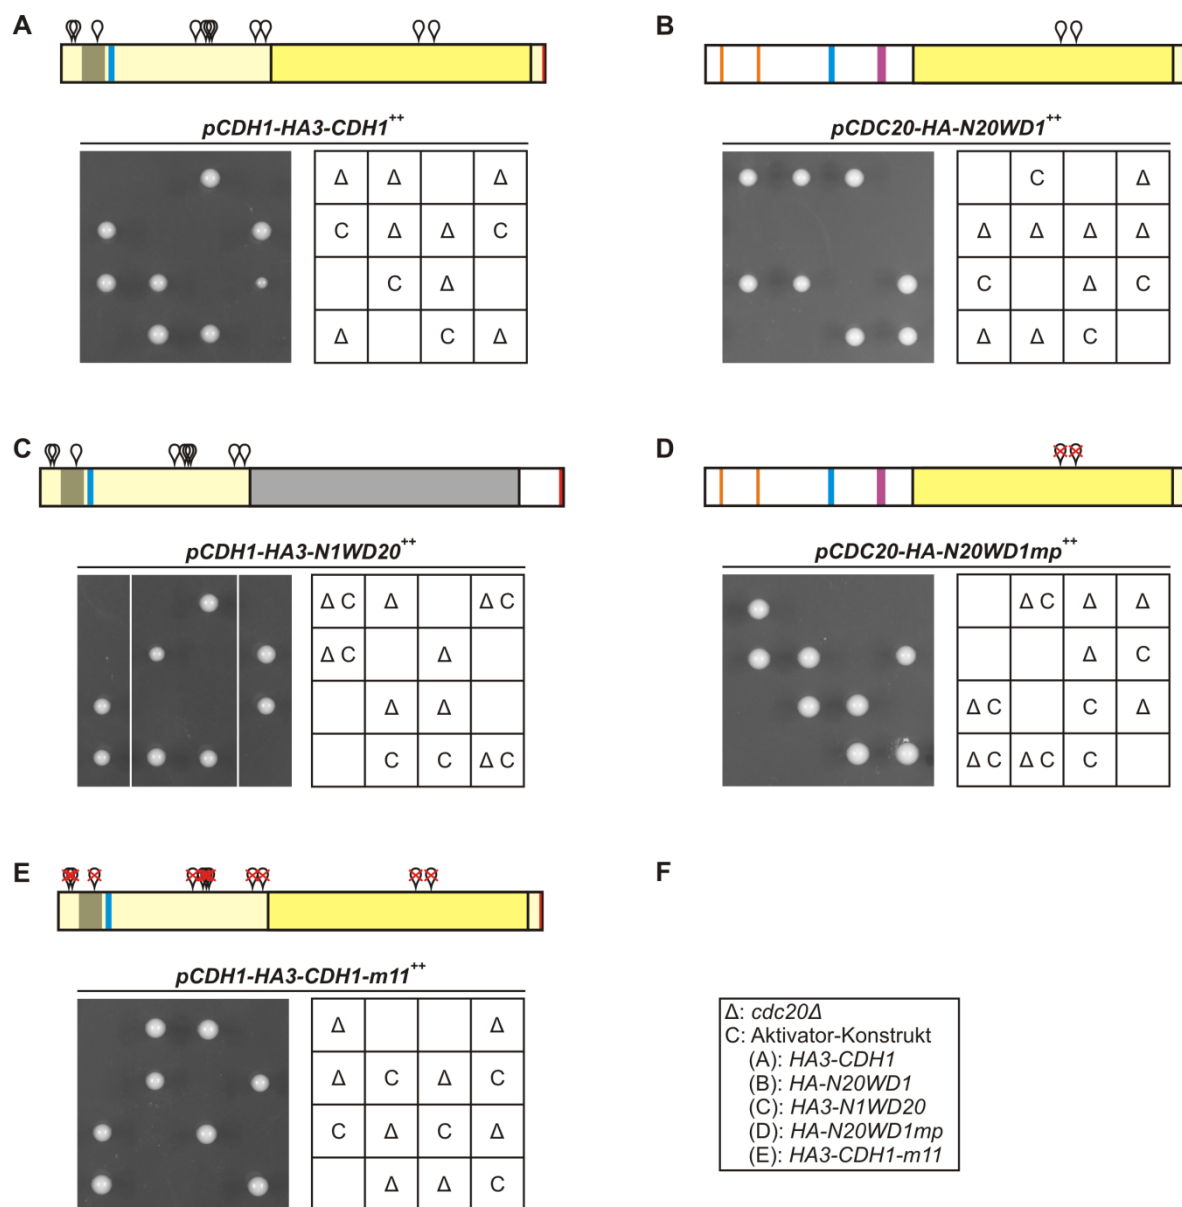 A
pCDH1-HA3-CDH1++
Δ Δ Δ
C Δ Δ C
C Δ
Δ C Δ
B
pCDC20-HA-N20WD1++
C Δ
Δ Δ Δ Δ
C Δ C
Δ Δ C
C
pCDH1-HA3-N1WD20++
Δ C Δ Δ C
Δ C Δ
Δ Δ
C C Δ C
D
pCDC20-HA-N20WD1mp++
Δ C Δ Δ
Δ C
Δ C C Δ
Δ C Δ C C
E
pCDH1-HA3-CDH1-m11++
Δ Δ
Δ C Δ C
C Δ C Δ
Δ Δ C
F
Δ: cdc20Δ
C: Aktivator-Konstrukt
(A): HA3-CDH1
(B): HA-N20WD1
(C): HA3-N1WD20
(D): HA-N20WD1mp
(E): HA3-CDH1-m11